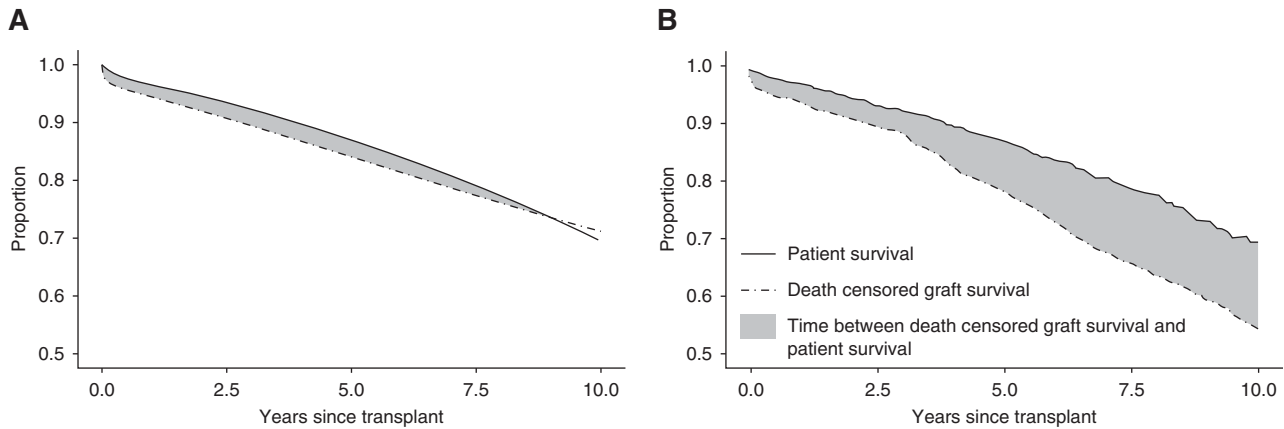 A
1.0
0.9
0.8
0.7
0.6
0.5
Proportion
0.0 2.5 5.0 7.5 10.0
Years since transplant
B
1.0
0.9
0.8
0.7
0.6
0.5
Proportion
Patient survival
Death censored graft survival
Time between death censored graft survival and
patient survival
0.0 2.5 5.0 7.5 10.0
Years since transplant